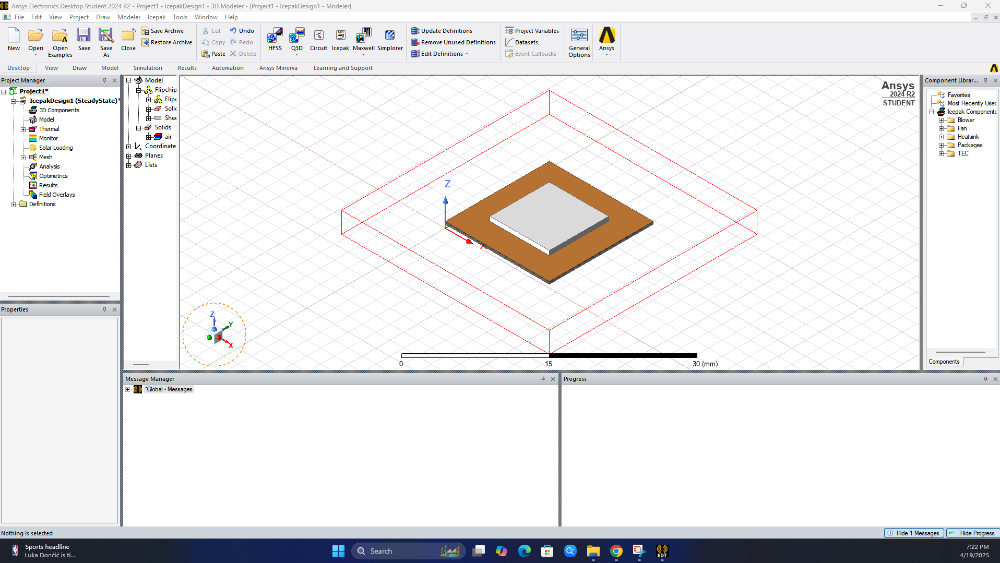 Ansys Electronics Desktop Student 2024 R2 - Project1 - IcepakDesign1 - 3D Modeler - [Project1 - IcepakDesign1 - Modeler]
File Edit View Project Draw Modeler Icepak Tools Window Help
New
Open
Open Examples
Save
Save As
Close
Save Archive
Restore Archive
Cut
Copy
Paste
Undo
Redo
Delete
HFSS
Q3D
Circuit
Icepak
Maxwell
Simplorer
Update Definitions
Remove Unused Definitions
Edit Definitions
Project Variables
Datasets
Event Callbacks
General Options
Ansys
Desktop View Draw Model Simulation Results Automation Ansys Minerva Learning and Support
Project Manager
Project1*
IcepakDesign1 (SteadyState)*
3D Components
Model
Thermal
Monitor
Solar Loading
Mesh
Analysis
Optimetrics
Results
Field Overlays
Definitions
Properties
Model
Flipchip
Flipc
Solic
Shee
Solids
air
Coordinate
Planes
Lists
Ansys
2024 R2
STUDENT
Z
X
Z
Y
X
0 15 30 (mm)
Component Librar...
Favorites
Most Recently Used
Icepak Components
Blower
Fan
Heatsink
Packages
TEC
Components
Message Manager
*Global - Messages
Progress
Nothing is selected
Hide 1 Messages
Hide Progress
Sports headline
Luka Dončić is ti...
Search
EDT
7:22 PM
4/19/2025